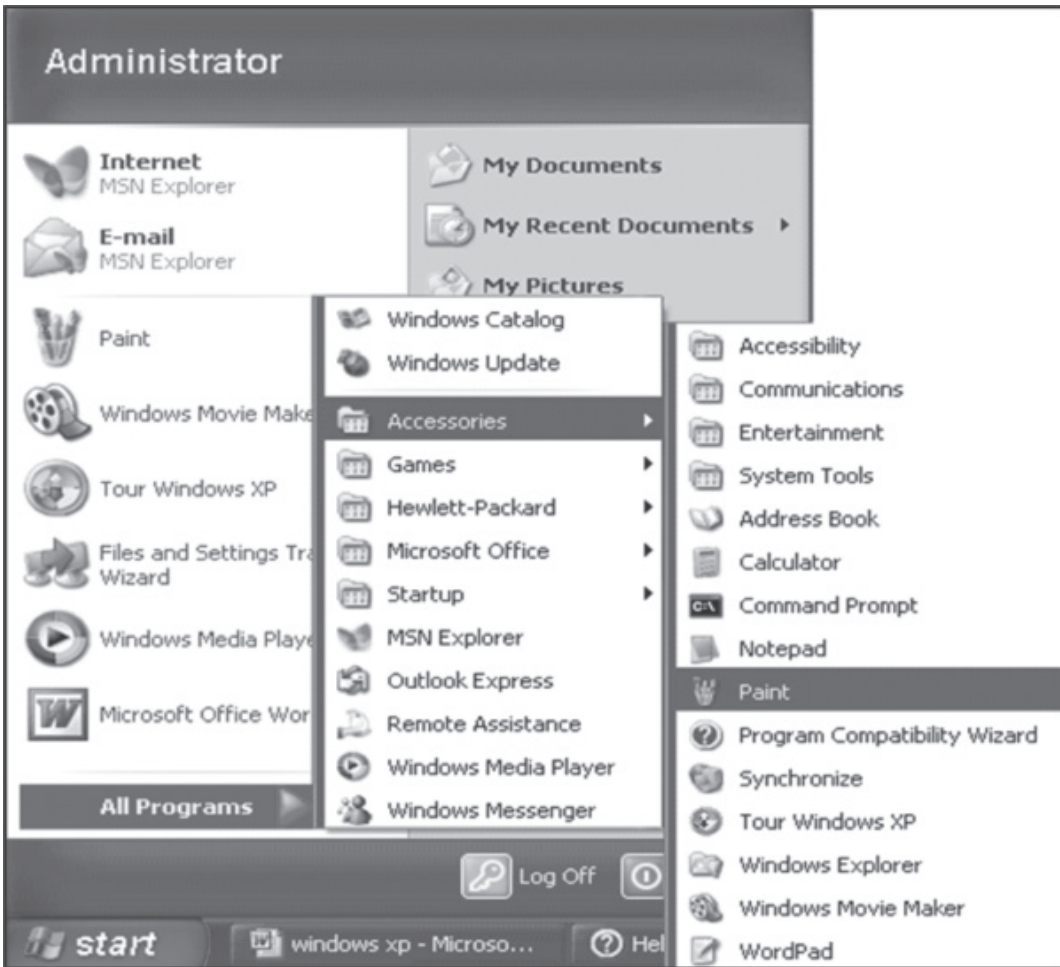 Administrator
Internet
MSN Explorer
E-mail
MSN Explorer
Paint
Windows Movie Make
Tour Windows XP
Files and Settings Tra
Wizard
Windows Media Playe
Microsoft Office Wor
All Programs
My Documents
My Recent Documents
My Pictures
Windows Catalog
Windows Update
Accessories
Games
Hewlett-Packard
Microsoft Office
Startup
MSN Explorer
Outlook Express
Remote Assistance
Windows Media Player
Windows Messenger
Accessibility
Communications
Entertainment
System Tools
Address Book
Calculator
C:\ Command Prompt
Notepad
Paint
Program Compatibility Wizard
Synchronize
Tour Windows XP
Windows Explorer
Windows Movie Maker
WordPad
Log Off
start
windows xp - Microso...
Hel